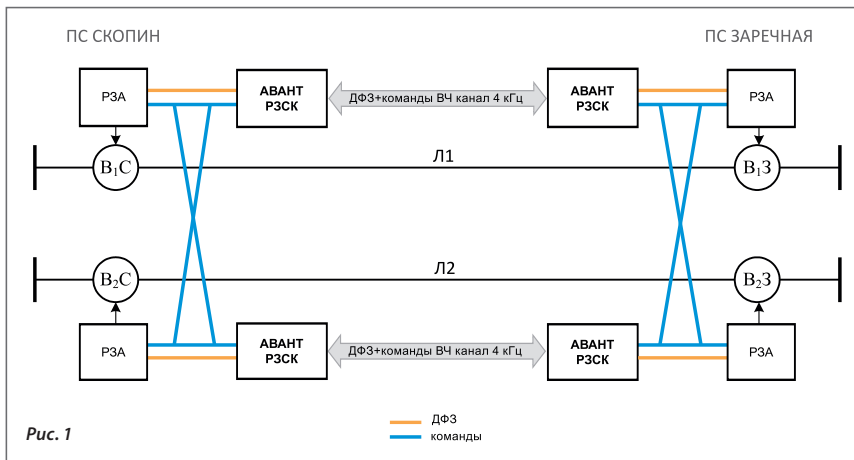 ПС СКОПИН
ПС ЗАРЕЧНАЯ
РЗА
АВАНТ
РЗСК
ДФЗ+команды ВЧ канал 4 кГц
АВАНТ
РЗСК
РЗА
В₁С
Л1
В₁З
В₂С
Л2
В₂З
РЗА
АВАНТ
РЗСК
ДФЗ+команды ВЧ канал 4 кГц
АВАНТ
РЗСК
РЗА
ДФЗ
команды
Рис. 1